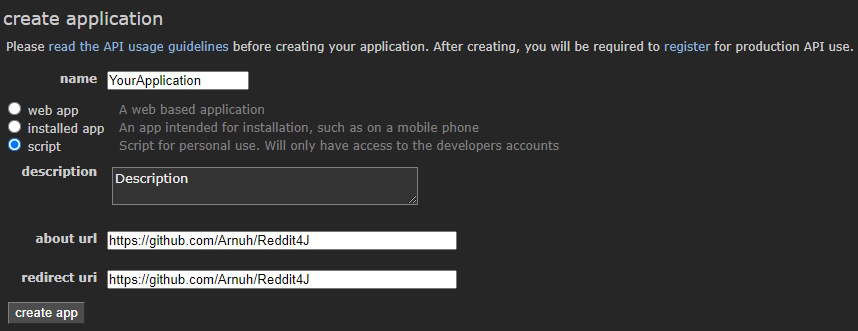 create application
Please read the API usage guidelines before creating your application. After creating, you will be required to register for production API use.
name YourApplication
web app A web based application
installed app An app intended for installation, such as on a mobile phone
script Script for personal use. Will only have access to the developers accounts
description Description
about url https://github.com/Arnuh/Reddit4J
redirect uri https://github.com/Arnuh/Reddit4J
create app